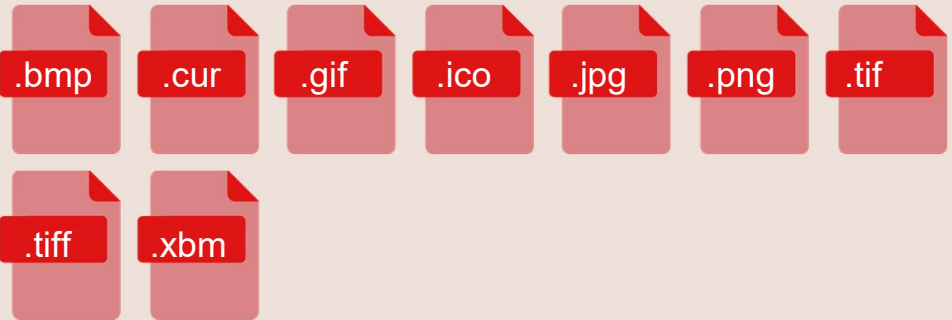 .bmp .cur .gif .ico .jpg .png .tif
.tiff .xbm